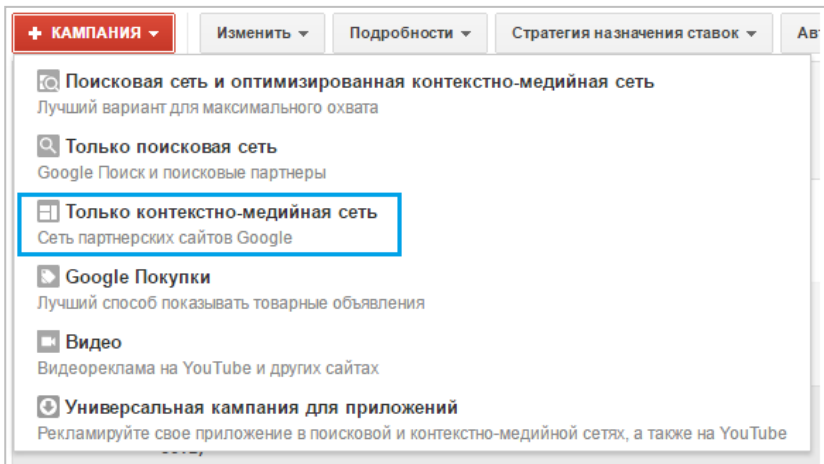 + КАМПАНИЯ Изменить Подробности Стратегия назначения ставок Ав
Поисковая сеть и оптимизированная контекстно-медийная сеть
Лучший вариант для максимального охвата
Только поисковая сеть
Google Поиск и поисковые партнеры
Только контекстно-медийная сеть
Сеть партнерских сайтов Google
Google Покупки
Лучший способ показывать товарные объявления
Видео
Видеореклама на YouTube и других сайтах
Универсальная кампания для приложений
Рекламируйте свое приложение в поисковой и контекстно-медийной сетях, а также на YouTube